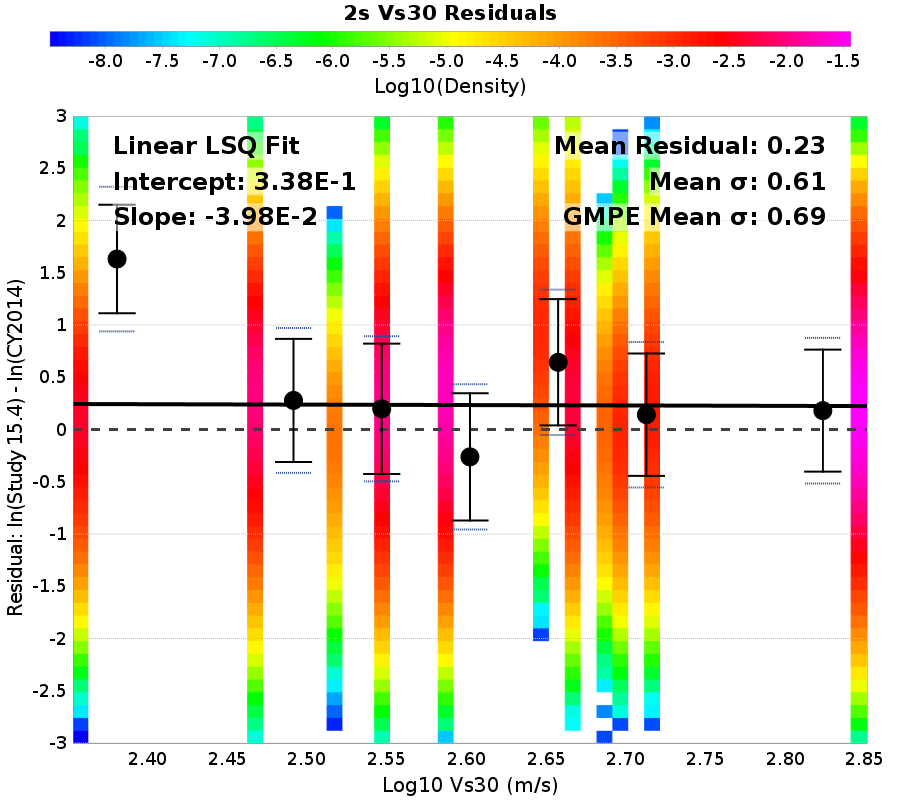 2s Vs30 Residuals
-8.0 -7.5 -7.0 -6.5 -6.0 -5.5 -5.0 -4.5 -4.0 -3.5 -3.0 -2.5 -2.0 -1.5
Log10(Density)
Linear LSQ Fit
Intercept: 3.38E-1
Slope: -3.98E-2
Mean Residual: 0.23
Mean σ: 0.61
GMPE Mean σ: 0.69
Residual: ln(Study 15.4) - ln(CY2014)
3
2.5
2
1.5
1
0.5
0
-0.5
-1
-1.5
-2
-2.5
-3
2.40 2.45 2.50 2.55 2.60 2.65 2.70 2.75 2.80 2.85
Log10 Vs30 (m/s)